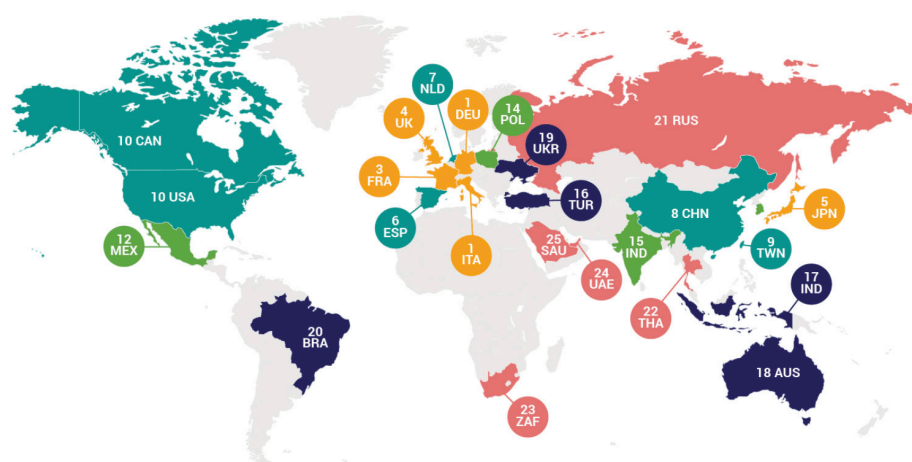 7
NLD
1
DEU
4
UK
14
POL
21 RUS
10 CAN
19
UKR
3
FRA
10 USA
16
TUR
5
JPN
8 CHN
6
ESP
12
MEX
1
ITA
25
SAU
15
IND
9
TWN
24
UAE
17
IND
22
THA
20
BRA
18 AUS
23
ZAF